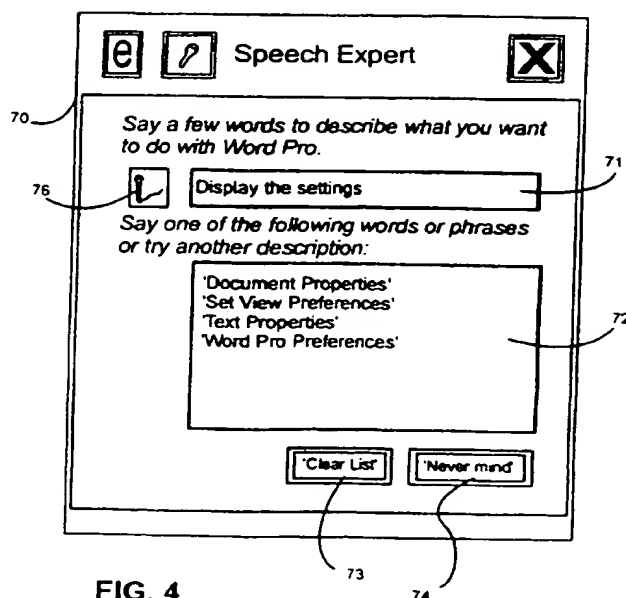 e Speech Expert X
70
Say a few words to describe what you want
to do with Word Pro.
76
Display the settings
71
Say one of the following words or phrases
or try another description:
'Document Properties'
'Set View Preferences'
'Text Properties'
'Word Pro Preferences'
72
'Clear List' 'Never mind'
73
74
FIG. 4